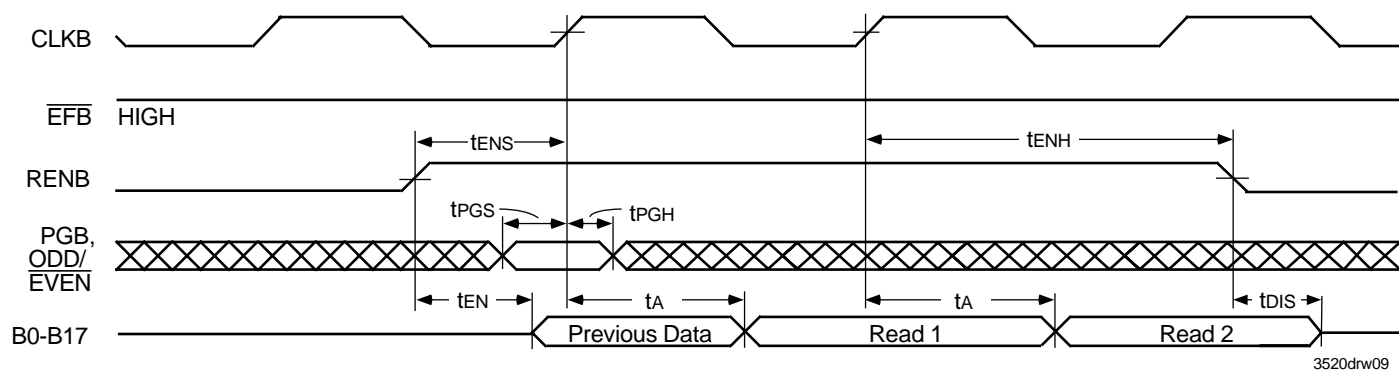 CLKB
EFB HIGH
tENS
tENH
RENB
tPGS
tPGH
PGB,
ODD/
EVEN
tEN
tA
tA
tDIS
B0-B17
Previous Data
Read 1
Read 2
3520drw09